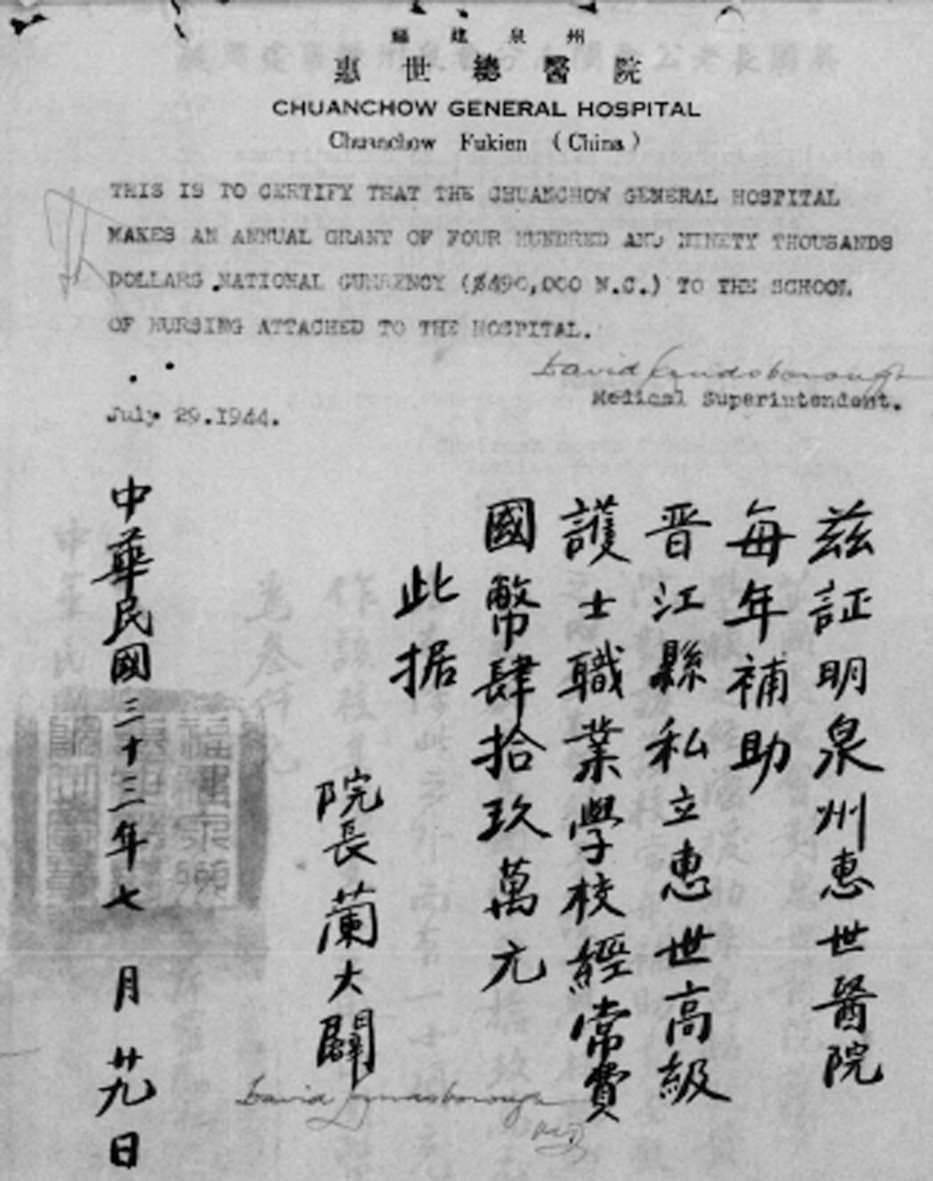 福建泉州
惠世總醫院
CHUANCHOW GENERAL HOSPITAL
Chuanchow Fukien (China)
THIS IS TO CERTIFY THAT THE CHUANCHOW GENERAL HOSPITAL
MAKES AN ANNUAL GRANT OF FOUR HUNDRED AND NINETY THOUSANDS
DOLLARS NATIONAL CURRENCY ($490,000 N.C.) TO THE SCHOOL
OF NURSING ATTACHED TO THE HOSPITAL.
David Landsborough
Medical Superintendent.
July 29.1944.
茲証明泉州惠世醫院
每年補助
晋江縣私立惠世高級
護士職業學校經常費
國幣肆拾玖萬元
此据
院長蘭大闢
David Landsborough
中華民國三十三年七月廿九日